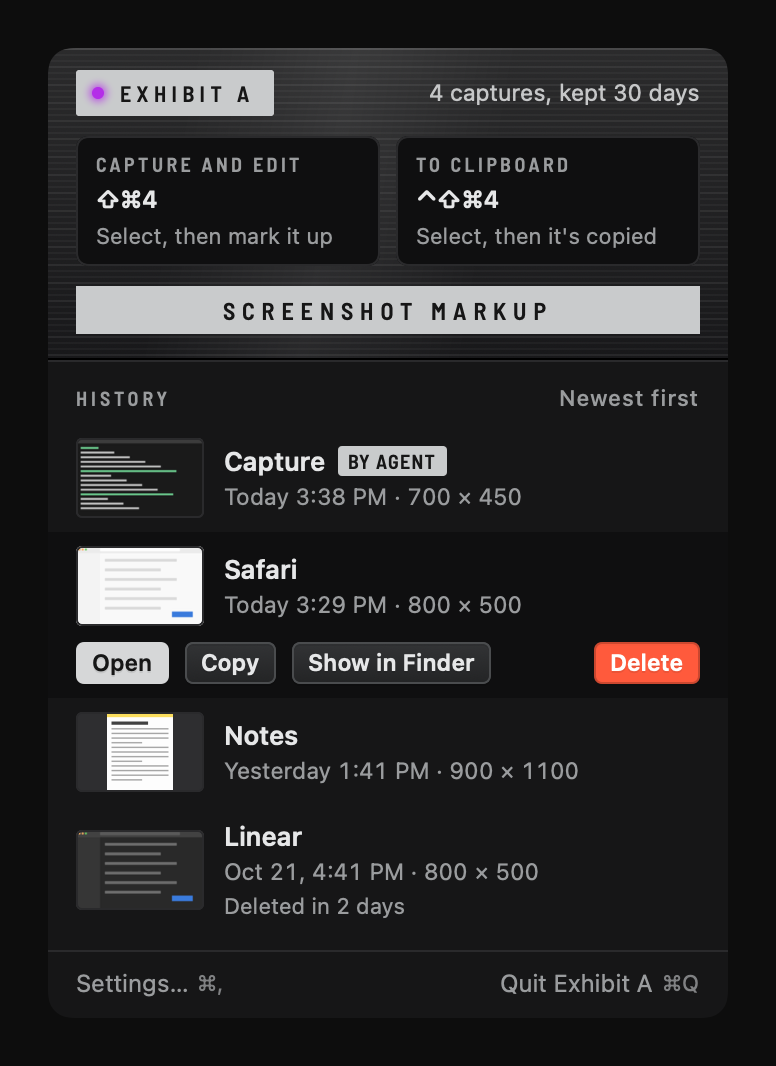 EXHIBIT A
4 captures, kept 30 days
CAPTURE AND EDIT
⇧⌘4
Select, then mark it up
TO CLIPBOARD
⌃⇧⌘4
Select, then it's copied
SCREENSHOT MARKUP
HISTORY
Newest first
Capture BY AGENT
Today 3:38 PM · 700 × 450
Safari
Today 3:29 PM · 800 × 500
Open Copy Show in Finder Delete
Notes
Yesterday 1:41 PM · 900 × 1100
Linear
Oct 21, 4:41 PM · 800 × 500
Deleted in 2 days
Settings... ⌘,
Quit Exhibit A ⌘Q